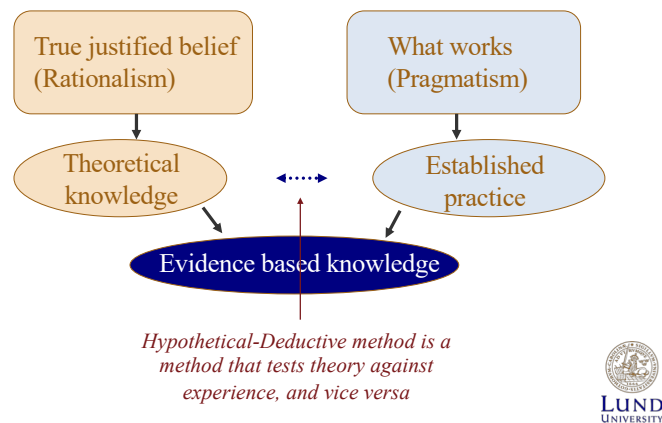 True justified belief
(Rationalism)
What works
(Pragmatism)
Theoretical
knowledge
Established
practice
Evidence based knowledge
Hypothetical-Deductive method is a
method that tests theory against
experience, and vice versa
LUND
UNIVERSITY